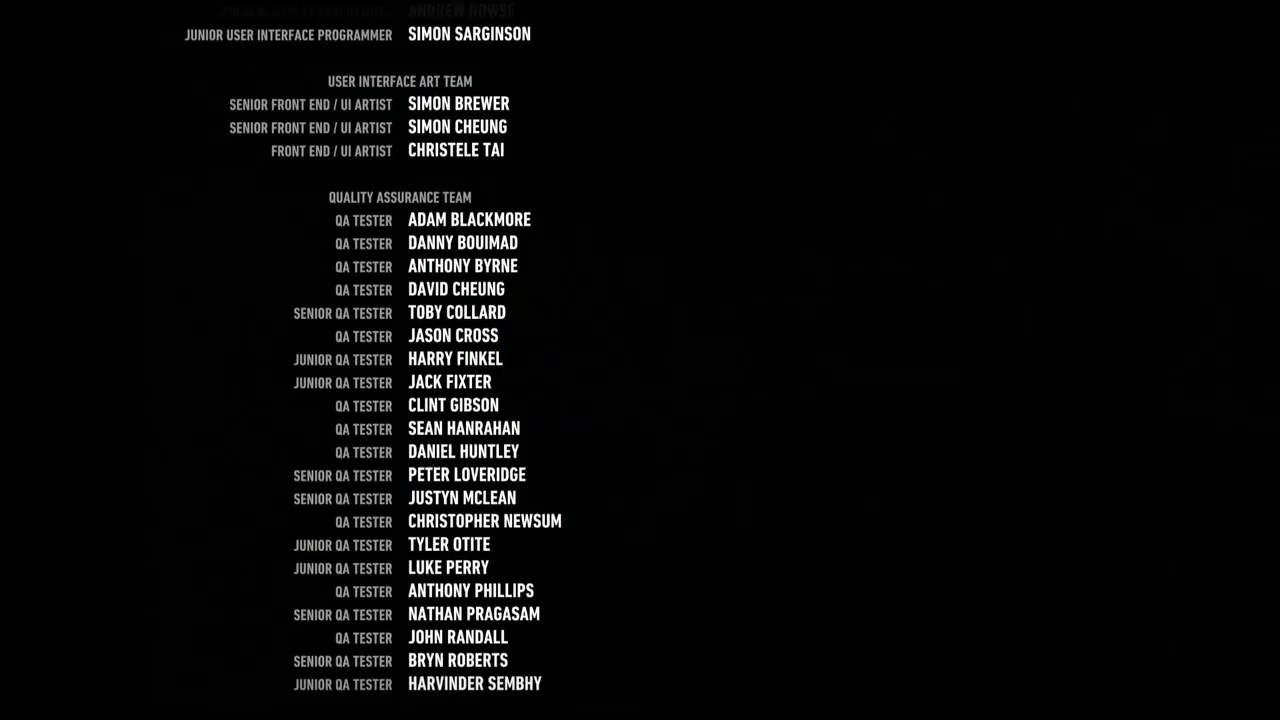 ANDREW DOWSE
JUNIOR USER INTERFACE PROGRAMMER SIMON SARGINSON
USER INTERFACE ART TEAM
SENIOR FRONT END / UI ARTIST SIMON BREWER
SENIOR FRONT END / UI ARTIST SIMON CHEUNG
FRONT END / UI ARTIST CHRISTELE TAI
QUALITY ASSURANCE TEAM
QA TESTER ADAM BLACKMORE
QA TESTER DANNY BOUIMAD
QA TESTER ANTHONY BYRNE
QA TESTER DAVID CHEUNG
SENIOR QA TESTER TOBY COLLARD
QA TESTER JASON CROSS
JUNIOR QA TESTER HARRY FINKEL
JUNIOR QA TESTER JACK FIXTER
QA TESTER CLINT GIBSON
QA TESTER SEAN HANRAHAN
QA TESTER DANIEL HUNTLEY
SENIOR QA TESTER PETER LOVERIDGE
SENIOR QA TESTER JUSTYN MCLEAN
QA TESTER CHRISTOPHER NEWSUM
JUNIOR QA TESTER TYLER OTITE
JUNIOR QA TESTER LUKE PERRY
QA TESTER ANTHONY PHILLIPS
SENIOR QA TESTER NATHAN PRAGASAM
QA TESTER JOHN RANDALL
SENIOR QA TESTER BRYN ROBERTS
JUNIOR QA TESTER HARVINDER SEMBHY